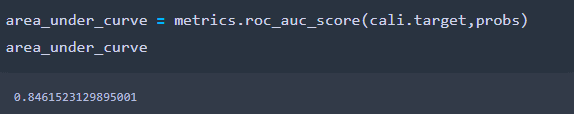 area_under_curve = metrics.roc_auc_score(cali.target,probs)
area_under_curve
0.8461523129895001